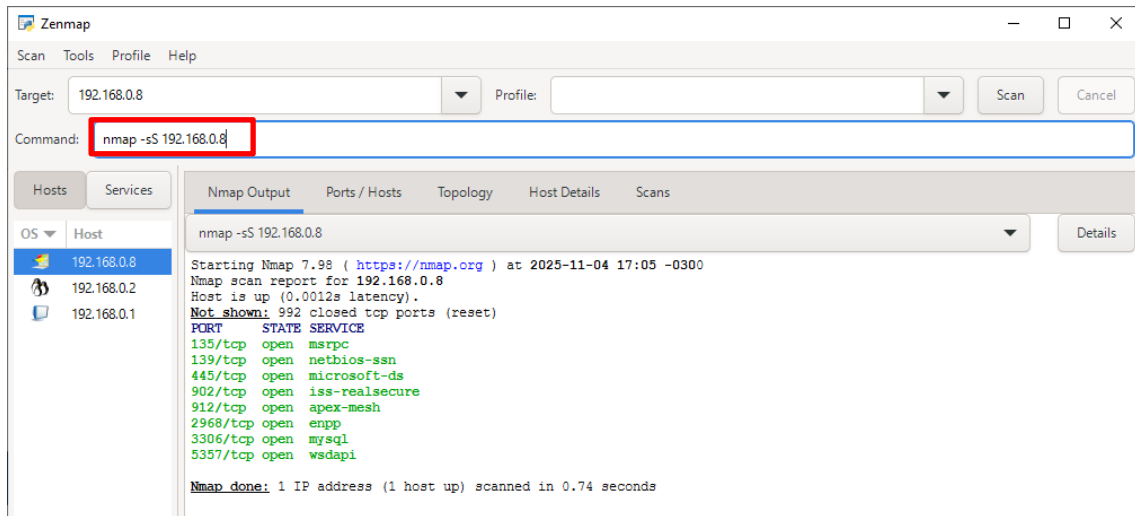 Zenmap
Scan Tools Profile Help
Target: 192.168.0.8 Profile: Scan Cancel
Command: nmap -sS 192.168.0.8
Hosts Services Nmap Output Ports / Hosts Topology Host Details Scans
OS Host nmap -sS 192.168.0.8 Details
192.168.0.8
192.168.0.2
192.168.0.1
Starting Nmap 7.98 ( https://nmap.org ) at 2025-11-04 17:05 -0300
Nmap scan report for 192.168.0.8
Host is up (0.0012s latency).
Not shown: 992 closed tcp ports (reset)
PORT STATE SERVICE
135/tcp open msrpc
139/tcp open netbios-ssn
445/tcp open microsoft-ds
902/tcp open iss-realsecure
912/tcp open apex-mesh
2968/tcp open enpp
3306/tcp open mysql
5357/tcp open wsdapi
Nmap done: 1 IP address (1 host up) scanned in 0.74 seconds